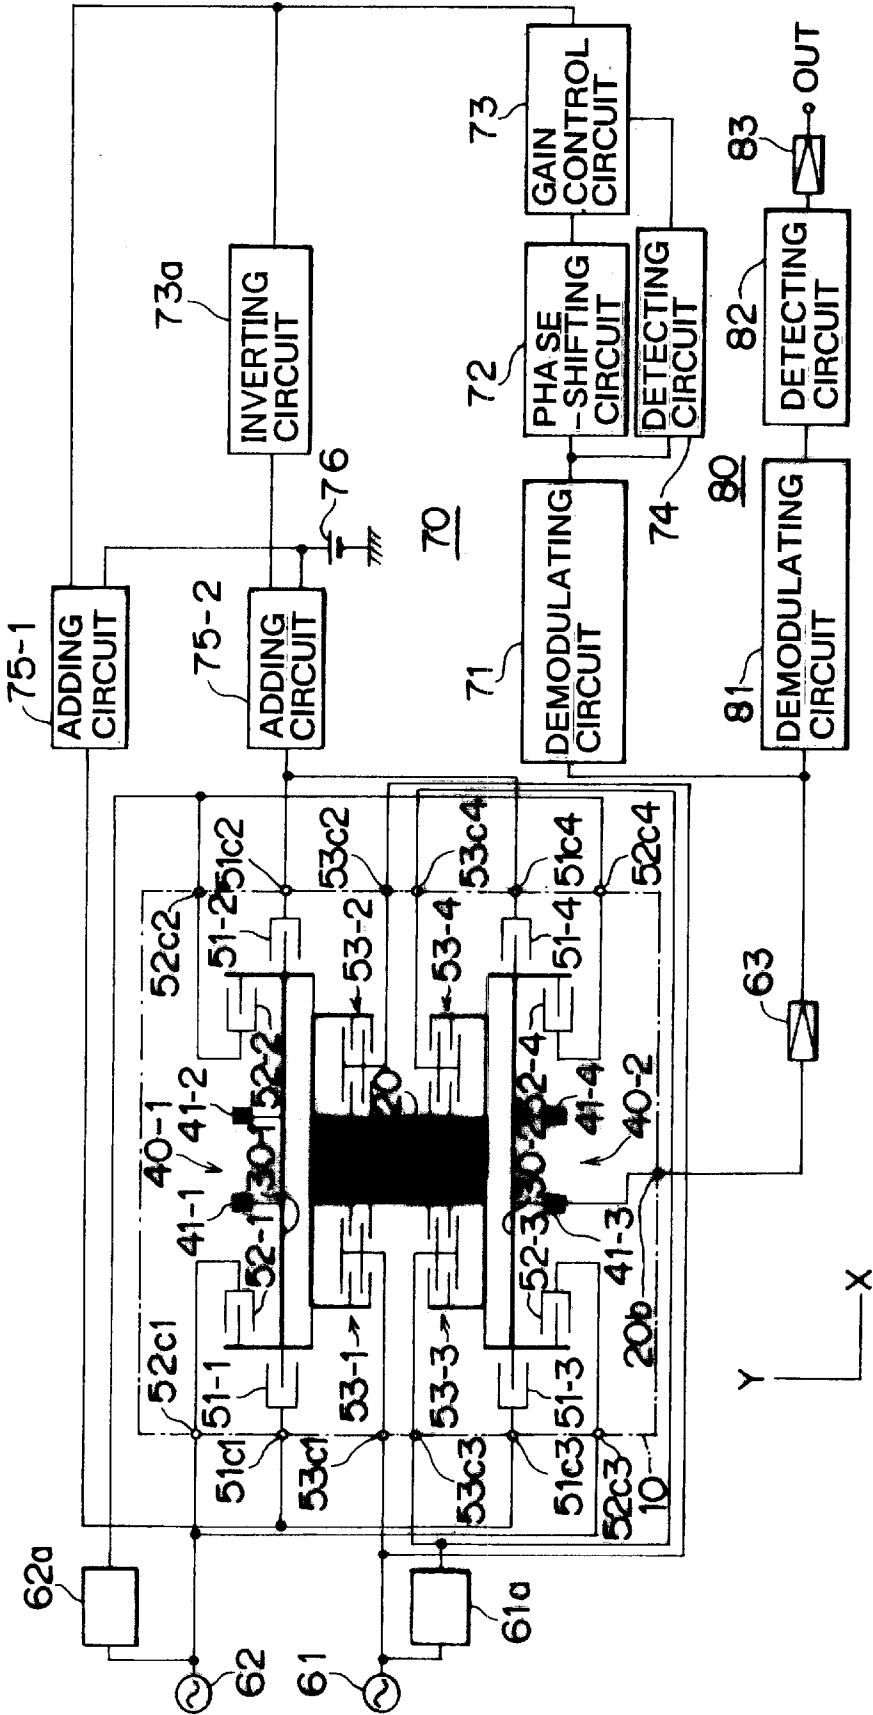 62a
62
61
61a
52c1
51c1
53c1
53c3
51c3
52c3
10
51-1
52-1
53-1
53-3
51-3
52-3
41-1
40-1
41-2
30-1
52-2
20
30-2
52-4
41-3
41-4
40-2
20b
53-2
53-4
51-2
51-4
52c2
51c2
53c2
53c4
51c4
52c4
63
X
Y
75-1
ADDING
CIRCUIT
75-2
ADDING
CIRCUIT
76
73a
INVERTING
CIRCUIT
70
71
DEMODULATING
CIRCUIT
72
PHASE
-SHIFTING
CIRCUIT
73
GAIN
CONTROL
CIRCUIT
74
DETECTING
CIRCUIT
80
81
DEMODULATING
CIRCUIT
82
DETECTING
CIRCUIT
83
OUT